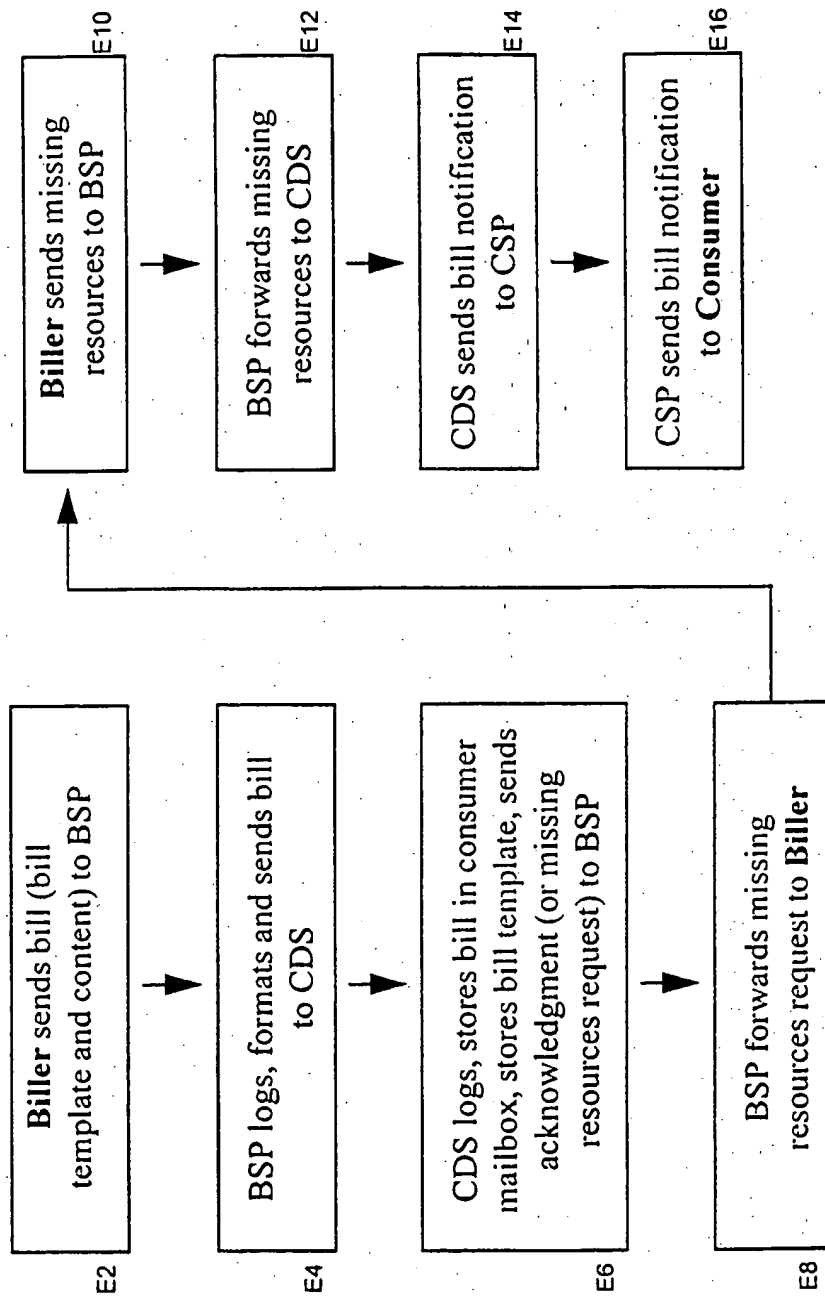 Biller sends bill (bill
template and content) to BSP
E2
BSP logs, formats and sends bill
to CDS
E4
CDS logs, stores bill in consumer
mailbox, stores bill template, sends
acknowledgment (or missing
resources request) to BSP
E6
BSP forwards missing
resources request to Biller
E8
Biller sends missing
resources to BSP
E10
BSP forwards missing
resources to CDS
E12
CDS sends bill notification
to CSP
E14
CSP sends bill notification
to Consumer
E16